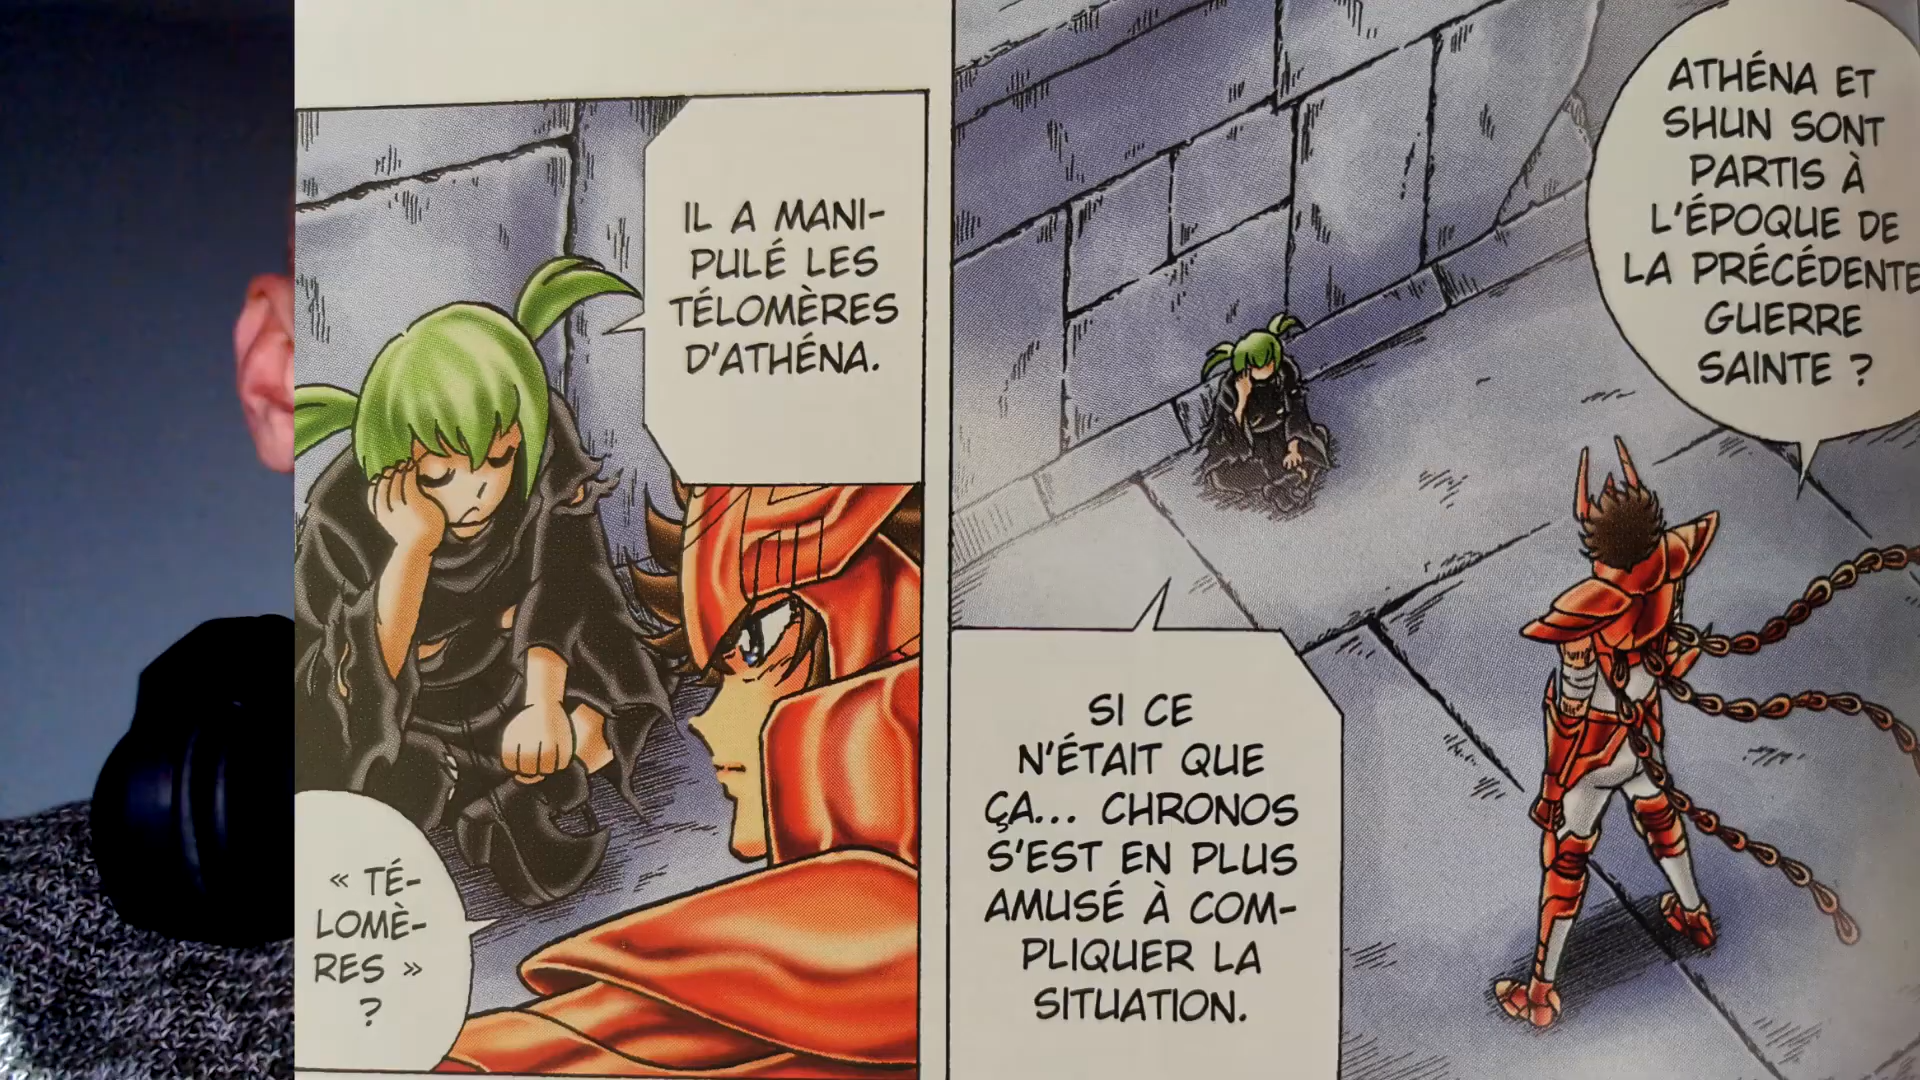 IL A MANI-
PULÉ LES
TÉLOMÈRES
D'ATHÉNA.
« TÉ-
LOMÈ-
RES »
?
ATHÉNA ET
SHUN SONT
PARTIS À
L'ÉPOQUE DE
LA PRÉCÉDENTE
GUERRE
SAINTE ?
SI CE
N'ÉTAIT QUE
ÇA... CHRONOS
S'EST EN PLUS
AMUSÉ À COM-
PLIQUER LA
SITUATION.